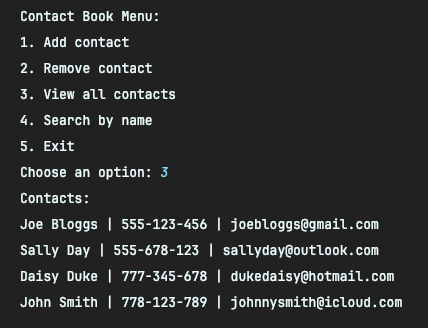 Contact Book Menu:
1. Add contact
2. Remove contact
3. View all contacts
4. Search by name
5. Exit
Choose an option: 3
Contacts:
Joe Bloggs | 555-123-456 | joebloggs@gmail.com
Sally Day | 555-678-123 | sallyday@outlook.com
Daisy Duke | 777-345-678 | dukedaisy@hotmail.com
John Smith | 778-123-789 | johnnysmith@icloud.com